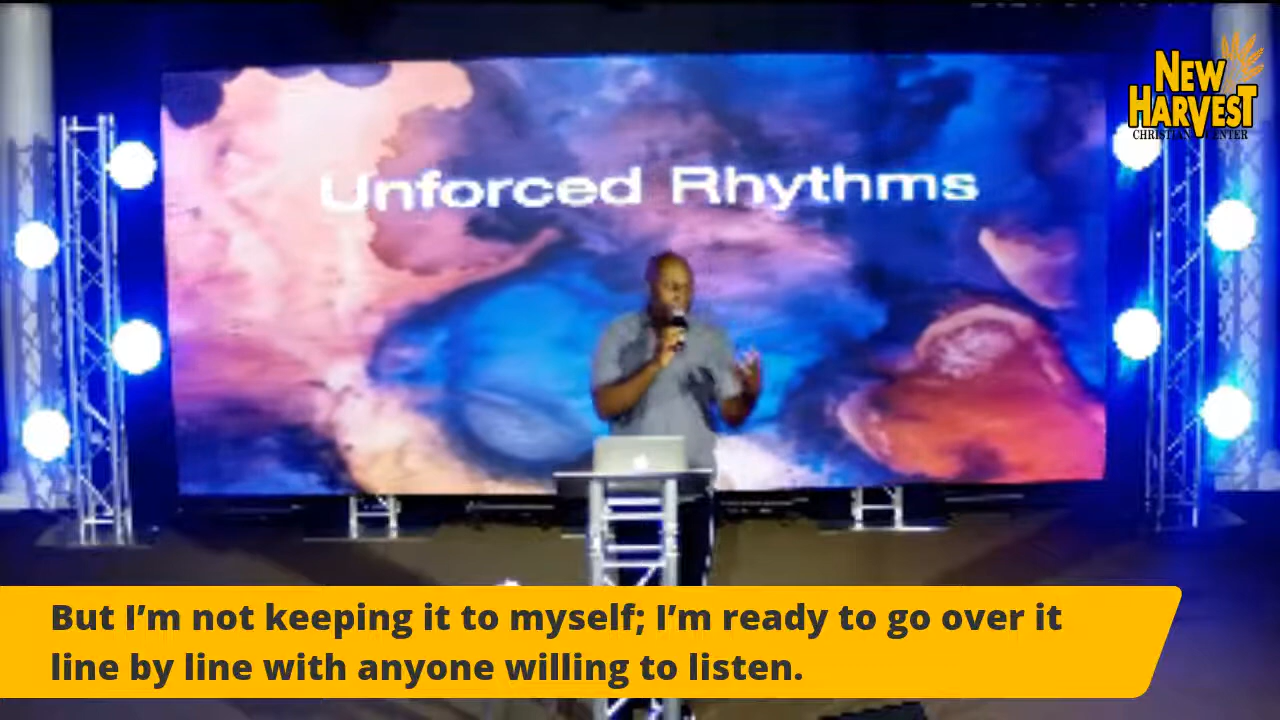 NEW
HARVEST
CHRISTIAN CENTER
Unforced Rhythms
But I’m not keeping it to myself; I’m ready to go over it
line by line with anyone willing to listen.